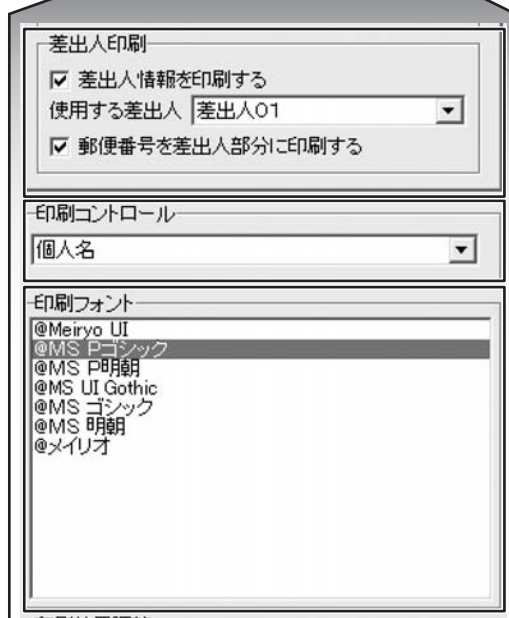 差出人印刷
差出人情報を印刷する
使用する差出人 差出人01
郵便番号を差出人部分に印刷する
印刷コントロール
個人名
印刷フォント
@Meiryo UI
@MS Pゴシック
@MS P明朝
@MS UI Gothic
@MS ゴシック
@MS 明朝
@メイリオ